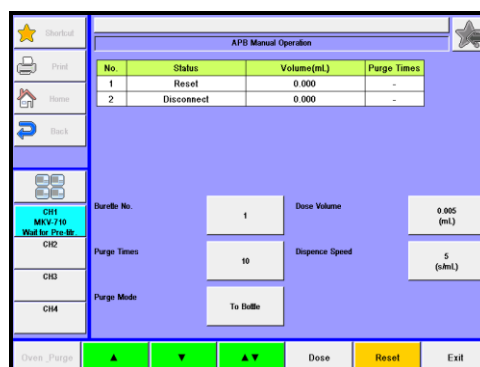 Shortcut
APB Manual Operation
Print
No. Status Volume(mL) Purge Times
1 Reset 0.000 -
2 Disconnect 0.000 -
Home
Back
CH1
MKV-710
Wait for Pre-titr.
CH2
CH3
CH4
Burette No. 1 Dose Volume 0.005
(mL)
Purge Times 10 Dispence Speed 5
(s/mL)
Purge Mode To Bottle
Oven_Purge ▲ ▼ ▲▼ Dose Reset Exit